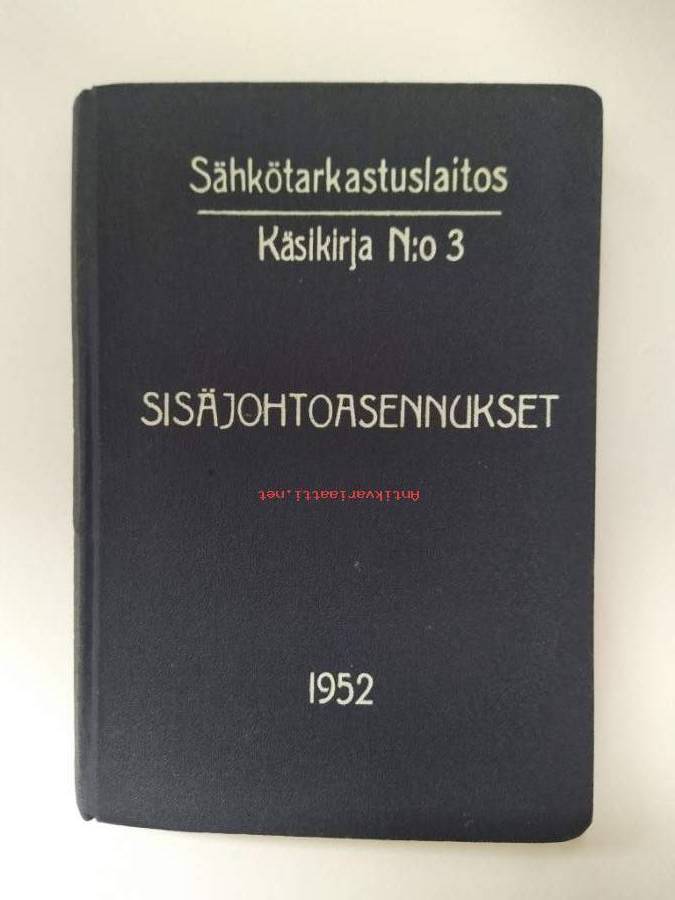 Sähkötarkastuslaitos
Käsikirja N:o 3
SISÄJOHTOASENNUKSET
Antikvariaatti.net
1952